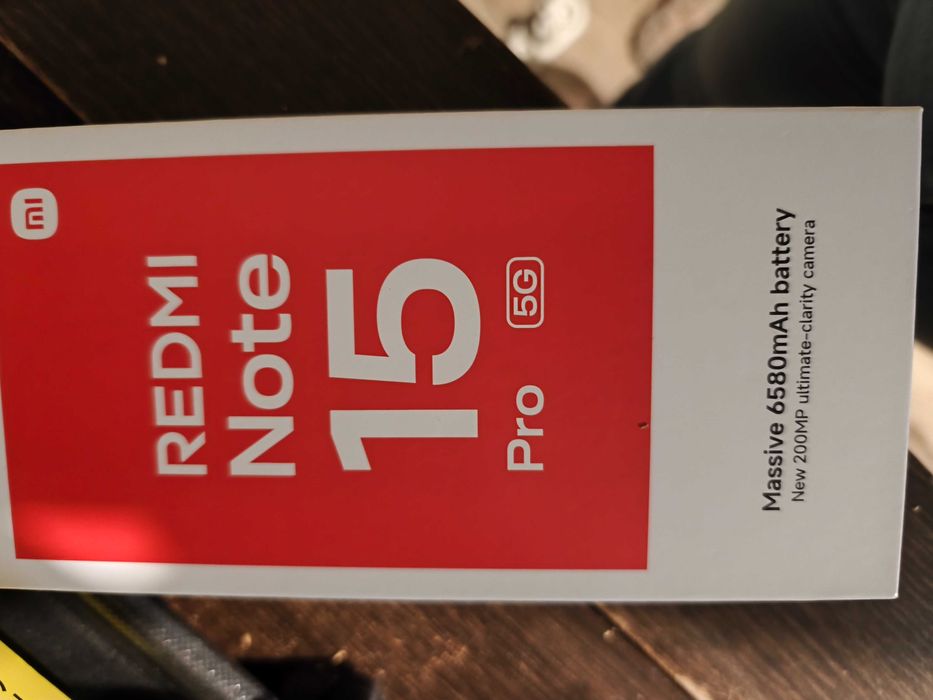 mi
REDMI
Note
15
Pro 5G
Massive 6580mAh battery
New 200MP ultimate-clarity camera